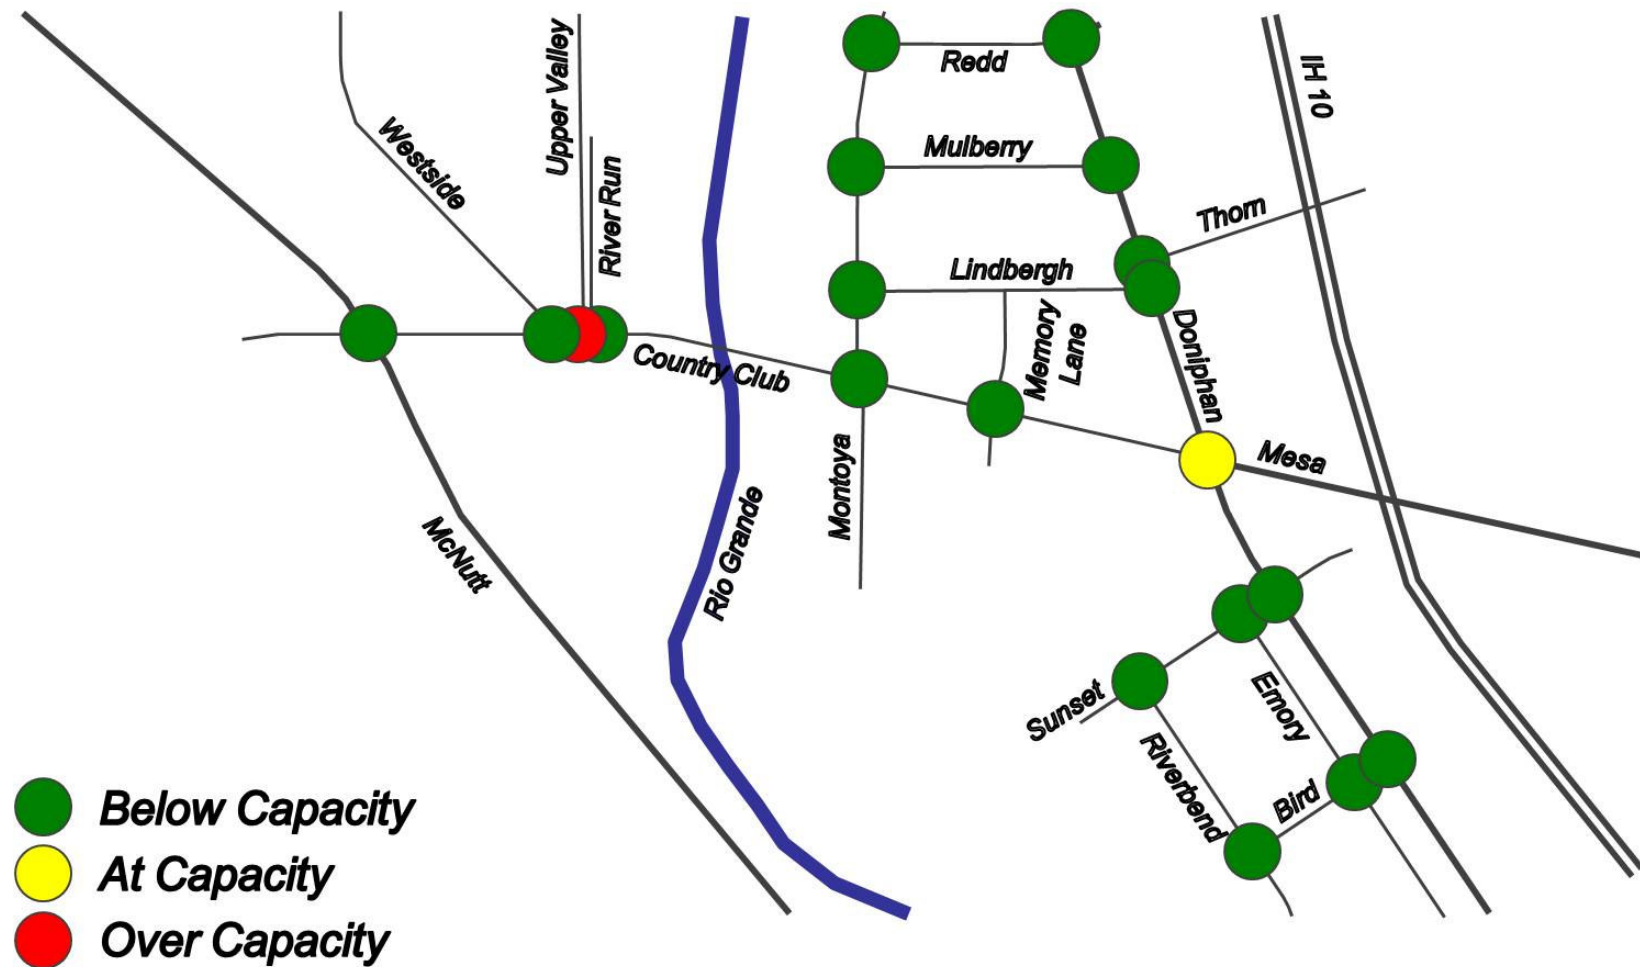 Upper Valley
IH 10
Redd
Westside
Mulberry
River Run
Thorn
Lindbergh
Memory
Lane
Doniphan
Country Club
Montoya
Mesa
McNutt
Rio Grande
Sunset
Emory
Riverbend
Bird
Below Capacity
At Capacity
Over Capacity